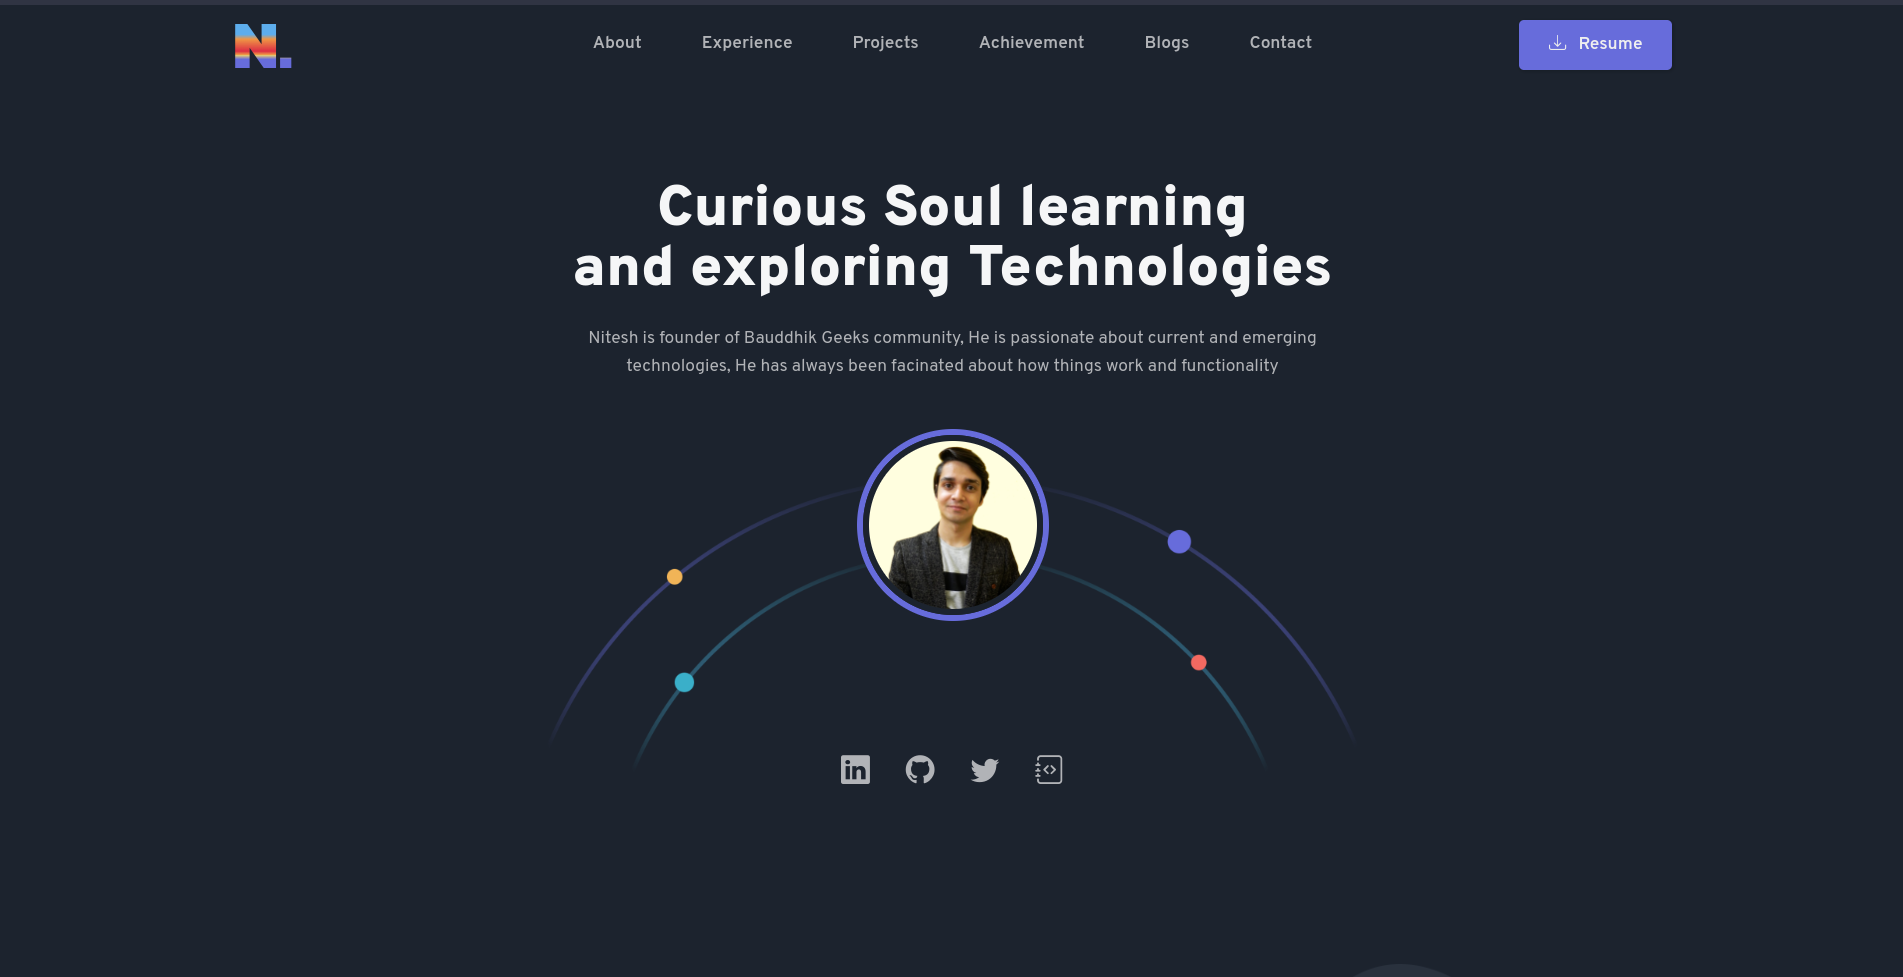 N.
About
Experience
Projects
Achievement
Blogs
Contact
Resume
Curious Soul learning
and exploring Technologies
Nitesh is founder of Bauddhik Geeks community, He is passionate about current and emerging
technologies, He has always been facinated about how things work and functionality
in